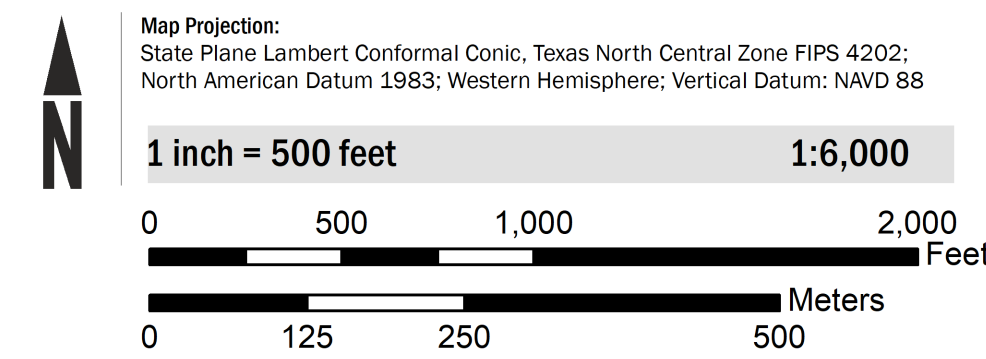 N
Map Projection:
State Plane Lambert Conformal Conic, Texas North Central Zone FIPS 4202;
North American Datum 1983; Western Hemisphere; Vertical Datum: NAVD 88
1 inch = 500 feet 1:6,000
0 500 1,000 2,000
Feet
Meters
0 125 250 500